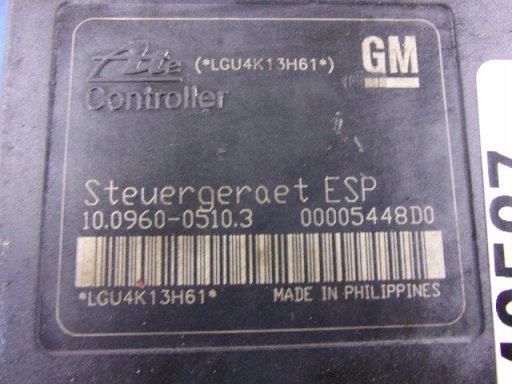 Ate (*LGU4K13H61*) GM
Controller
Steuergeraet ESP
10.0960-0510.3 00005448D0
*LGU4K13H61* MADE IN PHILIPPINES